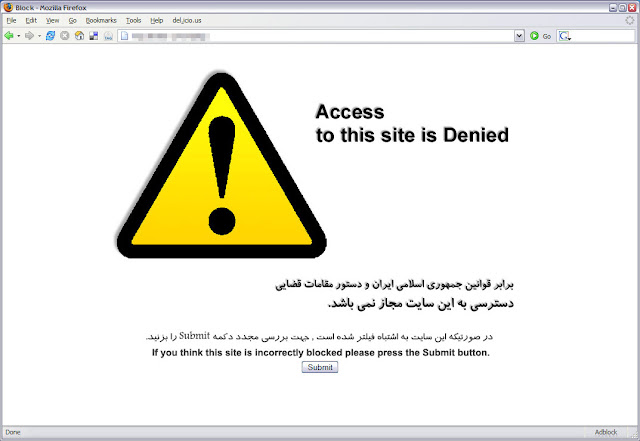 Block - Mozilla Firefox
File Edit View Go Bookmarks Tools Help del.icio.us
Go
Access
to this site is Denied
برابر قوانین جمهوری اسلامی ایران و دستور مقامات قضایی
دسترسی به این سایت مجاز نمی باشد.
در صورتیکه این سایت به اشتباه فیلتر شده است , جهت بررسی مجدد دکمه Submit را بزنید.
If you think this site is incorrectly blocked please press the Submit button.
Submit
Done Adblock